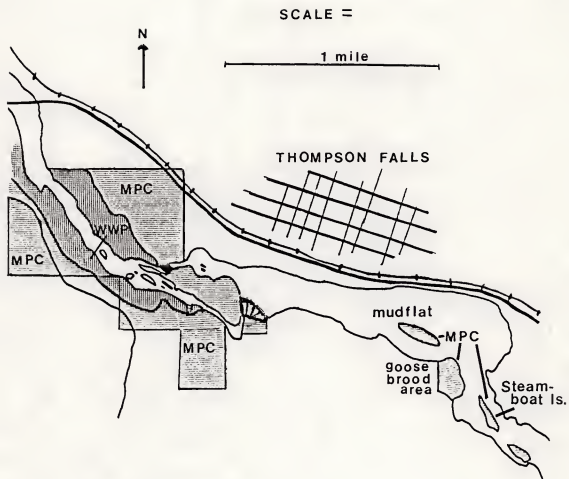 SCALE =
N
1 mile
THOMPSON FALLS
MPC
WWP
MPC
MPC
mudflat
MPC
goose
brood
area
Steam-
boat Is.